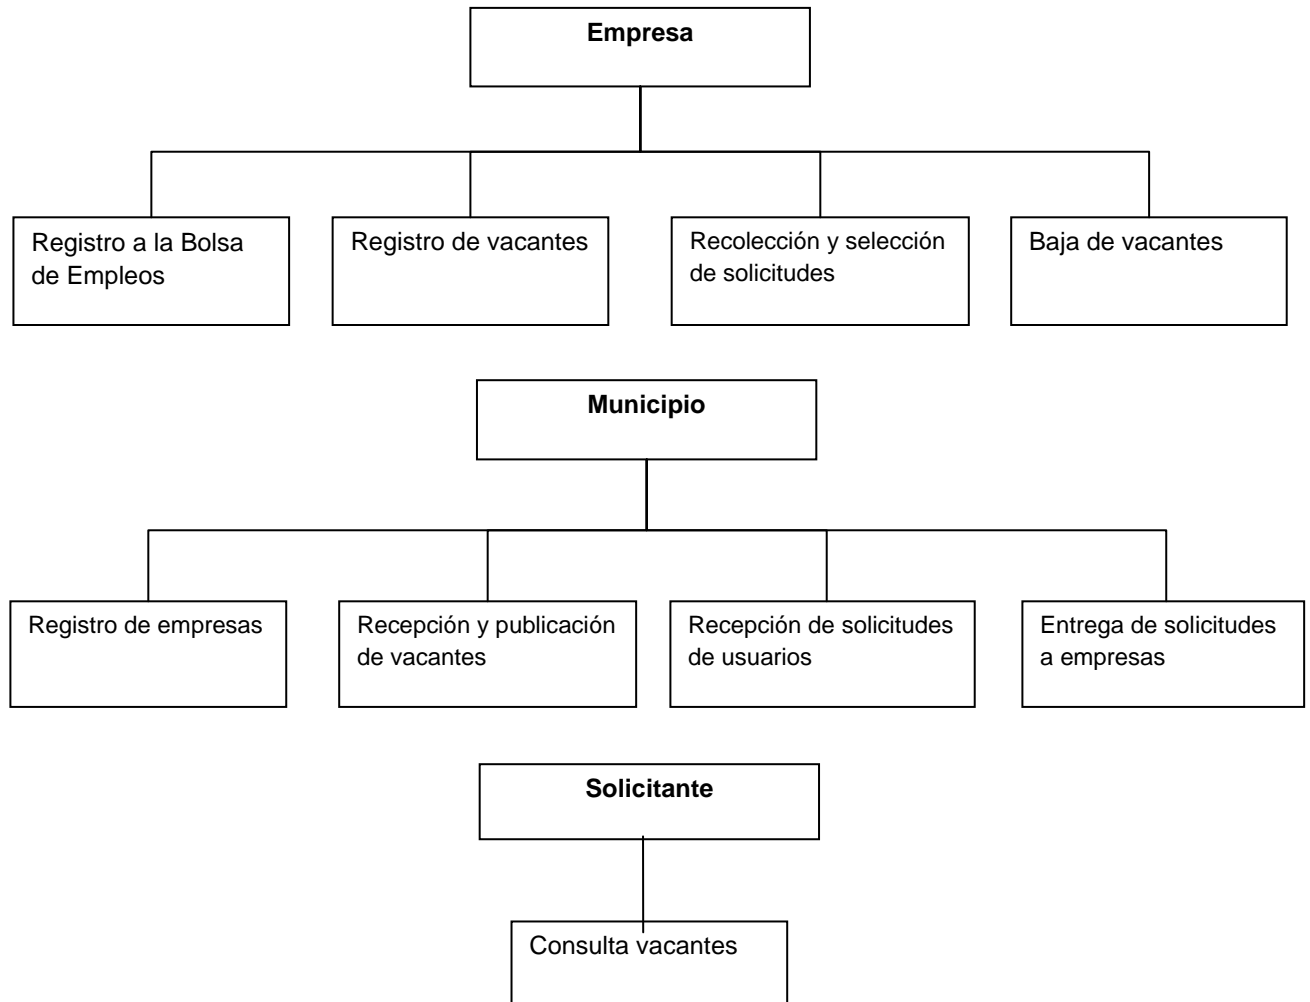 Empresa
Registro a la Bolsa
de Empleos
Registro de vacantes
Recolección y selección
de solicitudes
Baja de vacantes
Municipio
Registro de empresas
Recepción y publicación
de vacantes
Recepción de solicitudes
de usuarios
Entrega de solicitudes
a empresas
Solicitante
Consulta vacantes